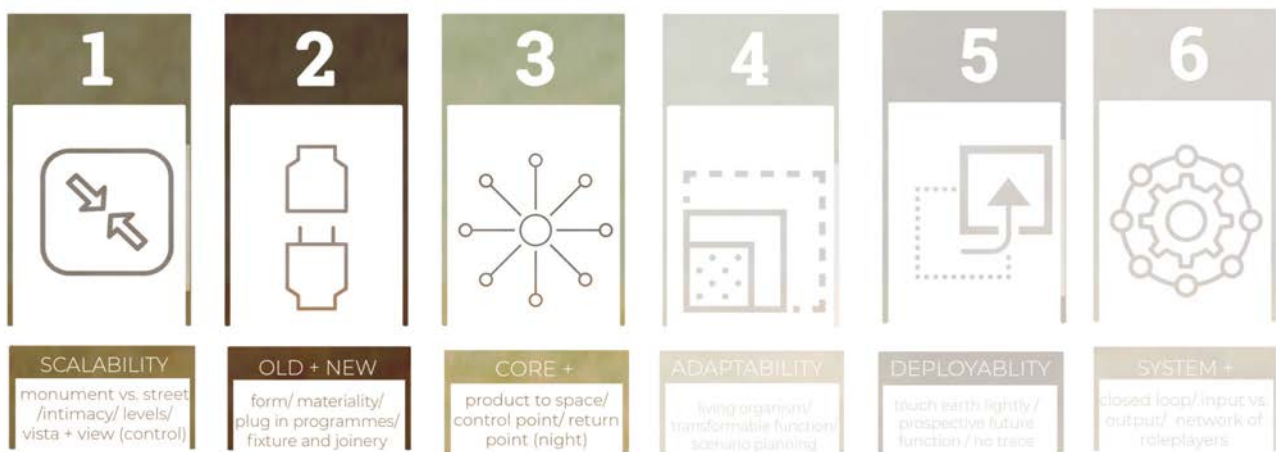 1
2
3
4
5
6
SCALABILITY
monument vs. street
/intimacy/ levels/
vista + view (control)
OLD + NEW
form/ materiality/
plug in programmes/
fixture and joinery
CORE +
product to space/
control point/ return
point (night)
ADAPTABILITY
living organism/
transformable function/
scenario planning
DEPLOYABLITY
touch earth lightly /
prospective future
function / no trace
SYSTEM +
closed loop/ input vs.
output/ network of
roleplayers